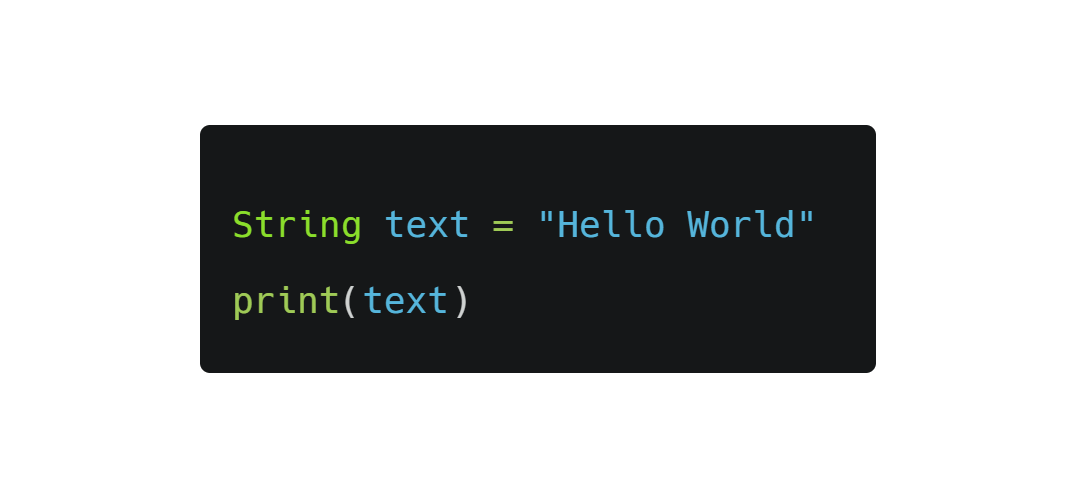 String text = "Hello World"
print(text)